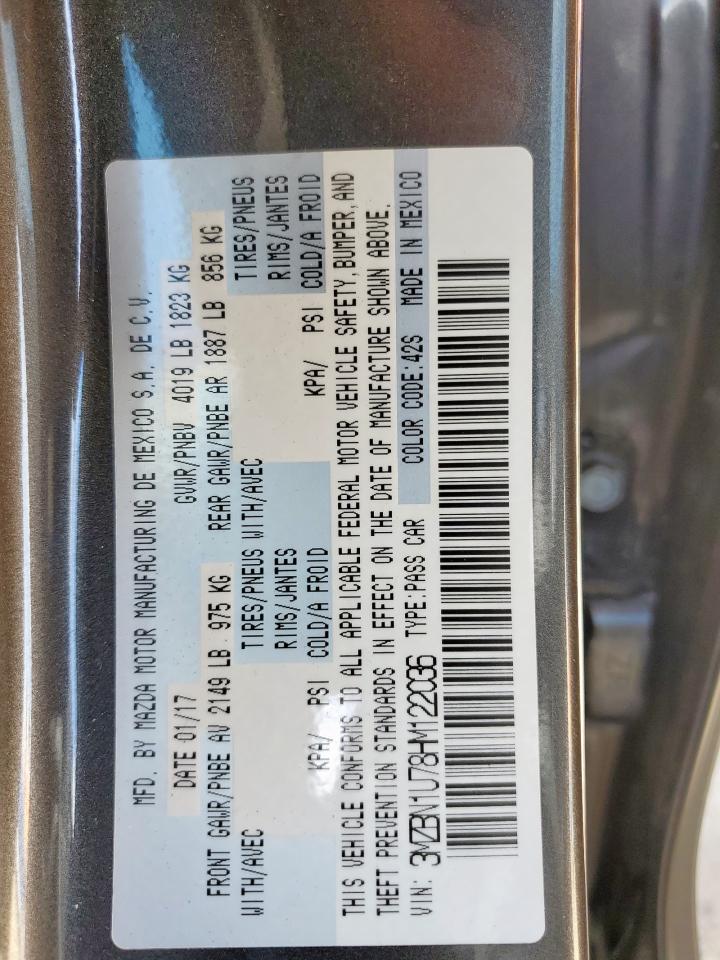 MFD. BY MAZDA MOTOR MANUFACTURING DE MEXICO S.A. DE C.V.
DATE 01/17 GVWR/PNBV 4019 LB 1823 KG
FRONT GAWR/PNBE AV 2149 LB 975 KG REAR GAWR/PNBE AR 1887 LB 856 KG
WITH/AVEC TIRES/PNEUS WITH/AVEC TIRES/PNEUS
RIMS/JANTES RIMS/JANTES
KPA/ PSI COLD/A FROID KPA/ PSI COLD/A FROID
THIS VEHICLE CONFORMS TO ALL APPLICABLE FEDERAL MOTOR VEHICLE SAFETY, BUMPER, AND
THEFT PREVENTION STANDARDS IN EFFECT ON THE DATE OF MANUFACTURE SHOWN ABOVE.
VIN: 3MZBN1U78HM122036 TYPE:PASS CAR COLOR CODE:42S MADE IN MEXICO